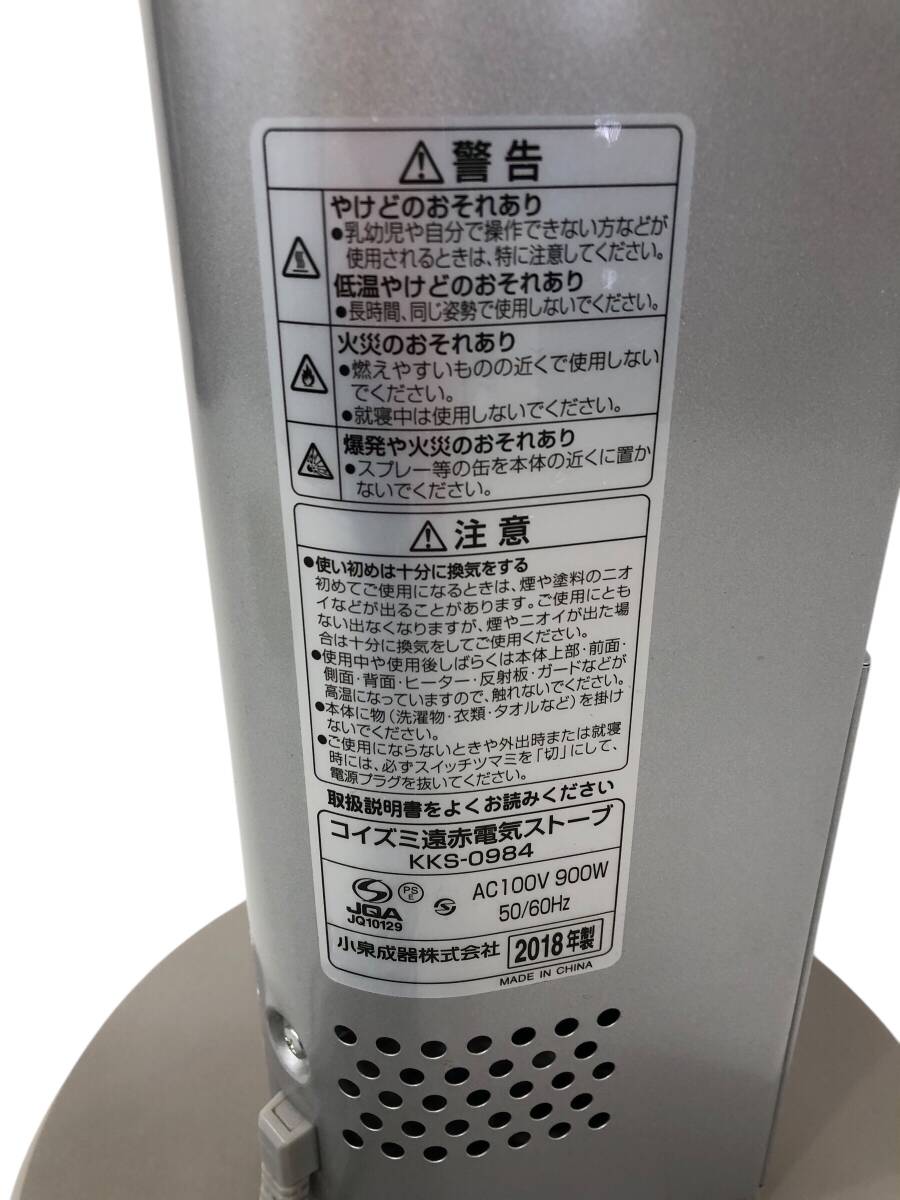 警告
やけどのおそれあり
●乳幼児や自分で操作できない方などが
使用されるときは、特に注意してください。
低温やけどのおそれあり
●長時間、同じ姿勢で使用しないでください。
火災のおそれあり
●燃えやすいものの近くで使用しない
でください。
●就寝中は使用しないでください。
爆発や火災のおそれあり
●スプレー等の缶を本体の近くに置か
ないでください。
注意
●使い初めは十分に換気をする
初めてご使用になるときは、煙や塗料のニオ
イなどが出ることがあります。ご使用にとも
ない出なくなりますが、煙やニオイが出た場
合は十分に換気をしてご使用ください。
●使用中や使用後しばらくは本体上部・前面・
側面・背面・ヒーター・反射板・ガードなどが
高温になっていますので、触れないでください。
●本体に物（洗濯物・衣類・タオルなど）を掛け
ないでください。
●ご使用にならないときや外出時または就寝
時には、必ずスイッチツマミを「切」にして、
電源プラグを抜いてください。
取扱説明書をよくお読みください
コイズミ遠赤電気ストーブ
KKS-0984
JQA
JQ10129
PS
E
AC100V 900W
50/60Hz
小泉成器株式会社 2018年製
MADE IN CHINA